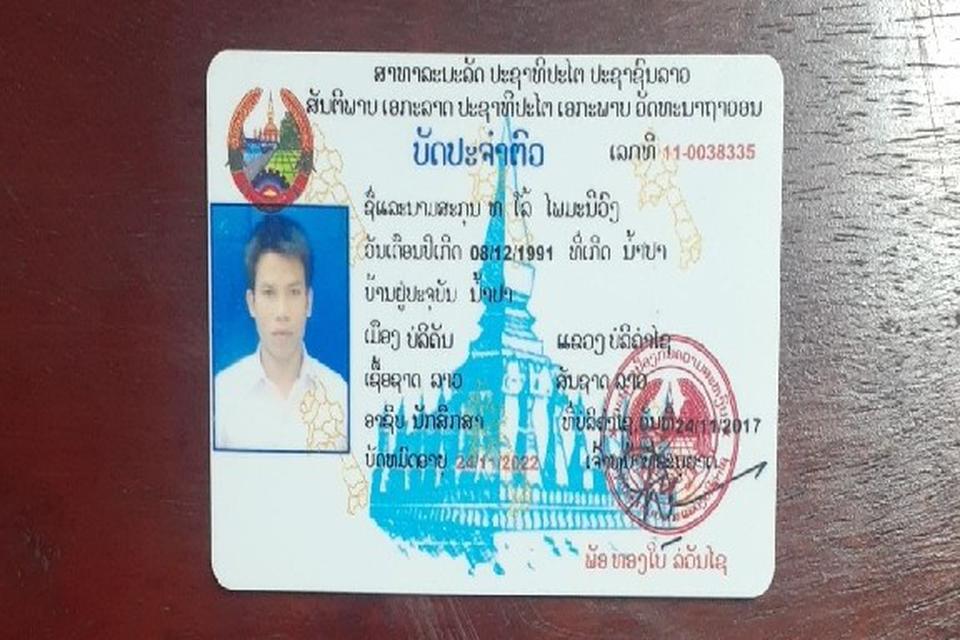 ສາທາລະນະລັດ ປະຊາທິປະໄຕ ປະຊາຊົນລາວ
ສັນຕິພາບ ເອກະລາດ ປະຊາທິປະໄຕ ເອກະພາບ ວັດທະນາຖາວອນ
ບັດປະຈຳຕົວ
ເລກທີ 11-0038335
ຊື່ແລະນາມສະກຸນ ທ ໄລ້ ໄພມະນີວົງ
ວັນເດືອນປີເກີດ 08/12/1991 ທີ່ເກີດ ນ້ຳປາ
ບ້ານຢູ່ປະຈຸບັນ ນ້ຳປາ
ເມືອງ ບໍລິຄັນ ແຂວງ ບໍລິຄຳໄຊ
ເຊື້ອຊາດ ລາວ ສັນຊາດ ລາວ
ອາຊີບ ນັກສຶກສາ ທີ່ບໍລິຄຳໄຊ ວັນທີ24/11/2017
ບັດໝົດອາຍຸ 24/11/2022 ເຈົ້າໜ້າ
ພັອ ທອງໃບ ລໍວັນໄຊ